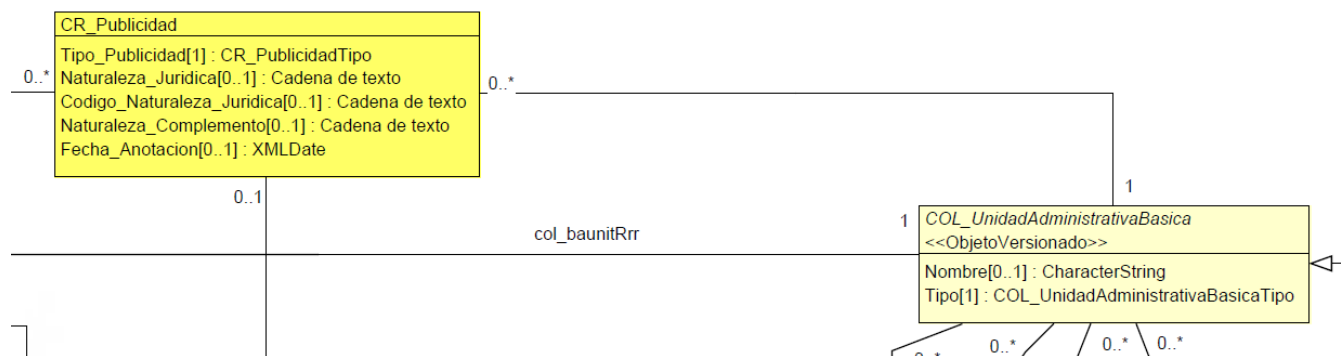 CR_Publicidad
Tipo_Publicidad[1] : CR_PublicidadTipo
0..*
Naturaleza_Juridica[0..1] : Cadena de texto
0..*
Codigo_Naturaleza_Juridica[0..1] : Cadena de texto
Naturaleza_Complemento[0..1] : Cadena de texto
Fecha_Anotacion[0..1] : XMLDate
0..1
1
col_baunitRrr
1
COL_UnidadAdministrativaBasica
<<ObjetoVersionado>>
Nombre[0..1] : CharacterString
Tipo[1] : COL_UnidadAdministrativaBasicaTipo
0..*
0..*
0..*
0..*